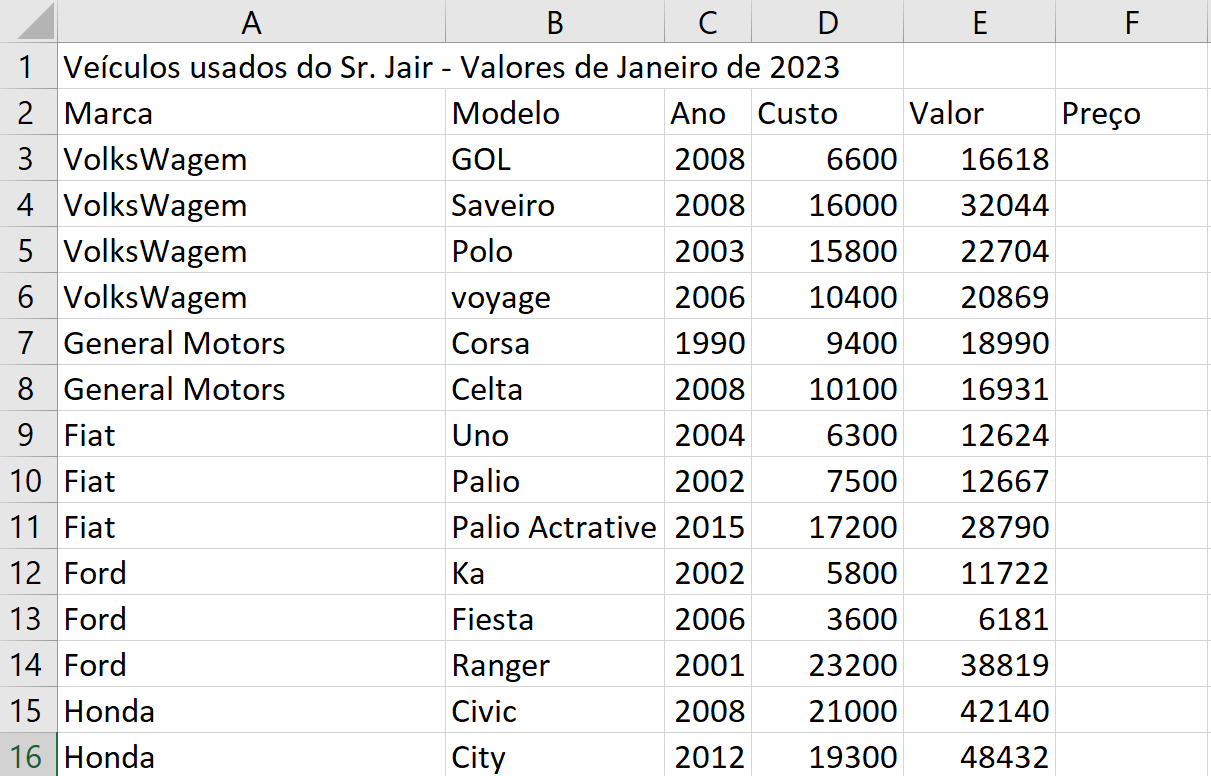 A B C D E F
1 Veículos usados do Sr. Jair - Valores de Janeiro de 2023
2 Marca Modelo Ano Custo Valor Preço
3 VolksWagem GOL 2008 6600 16618
4 VolksWagem Saveiro 2008 16000 32044
5 VolksWagem Polo 2003 15800 22704
6 VolksWagem voyage 2006 10400 20869
7 General Motors Corsa 1990 9400 18990
8 General Motors Celta 2008 10100 16931
9 Fiat Uno 2004 6300 12624
10 Fiat Palio 2002 7500 12667
11 Fiat Palio Actrative 2015 17200 28790
12 Ford Ka 2002 5800 11722
13 Ford Fiesta 2006 3600 6181
14 Ford Ranger 2001 23200 38819
15 Honda Civic 2008 21000 42140
16 Honda City 2012 19300 48432